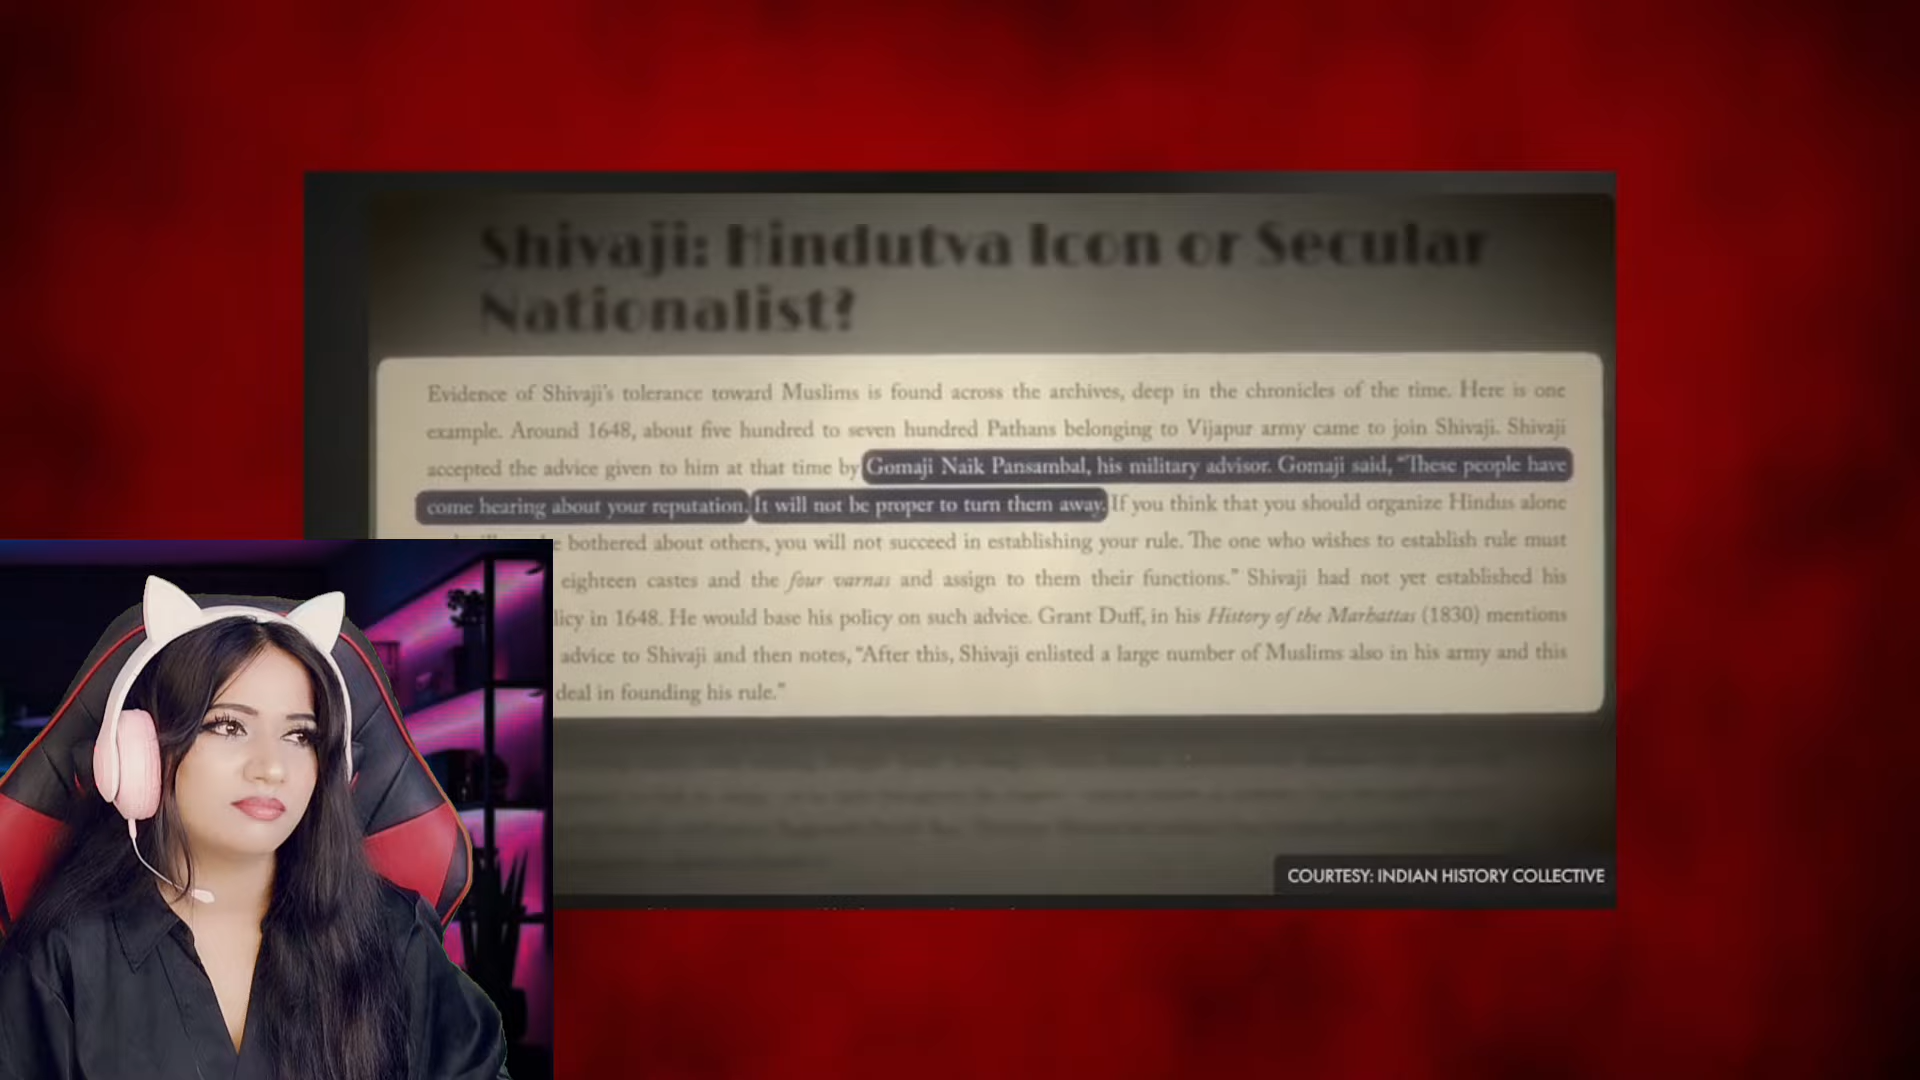 Shivaji: Hindutva Icon or Secular
Nationalist?
Evidence of Shivaji's tolerance toward Muslims is found across the archives, deep in the chronicles of the time. Here is one
example. Around 1648, about five hundred to seven hundred Pathans belonging to Vijapur army came to join Shivaji. Shivaji
accepted the advice given to him at that time by Gomaji Naik Pansambal, his military advisor. Gomaji said, "These people have
come hearing about your reputation. It will not be proper to turn them away. If you think that you should organize Hindus alone
bothered about others, you will not succeed in establishing your rule. The one who wishes to establish rule must
eighteen castes and the four varnas and assign to them their functions." Shivaji had not yet established his
licy in 1648. He would base his policy on such advice. Grant Duff, in his History of the Marhattas (1830) mentions
advice to Shivaji and then notes, "After this, Shivaji enlisted a large number of Muslims also in his army and this
deal in founding his rule."
COURTESY: INDIAN HISTORY COLLECTIVE